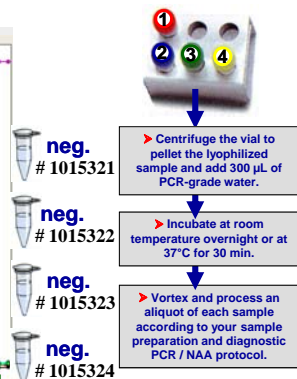 1
2
3
4
neg.
# 1015321
neg.
# 1015322
neg.
# 1015323
neg.
# 1015324
➤ Centrifuge the vial to
pellet the lyophilized
sample and add 300 µL of
PCR-grade water.
➤ Incubate at room
temperature overnight or at
37°C for 30 min.
➤ Vortex and process an
aliquot of each sample
according to your sample
preparation and diagnostic
PCR / NAA protocol.